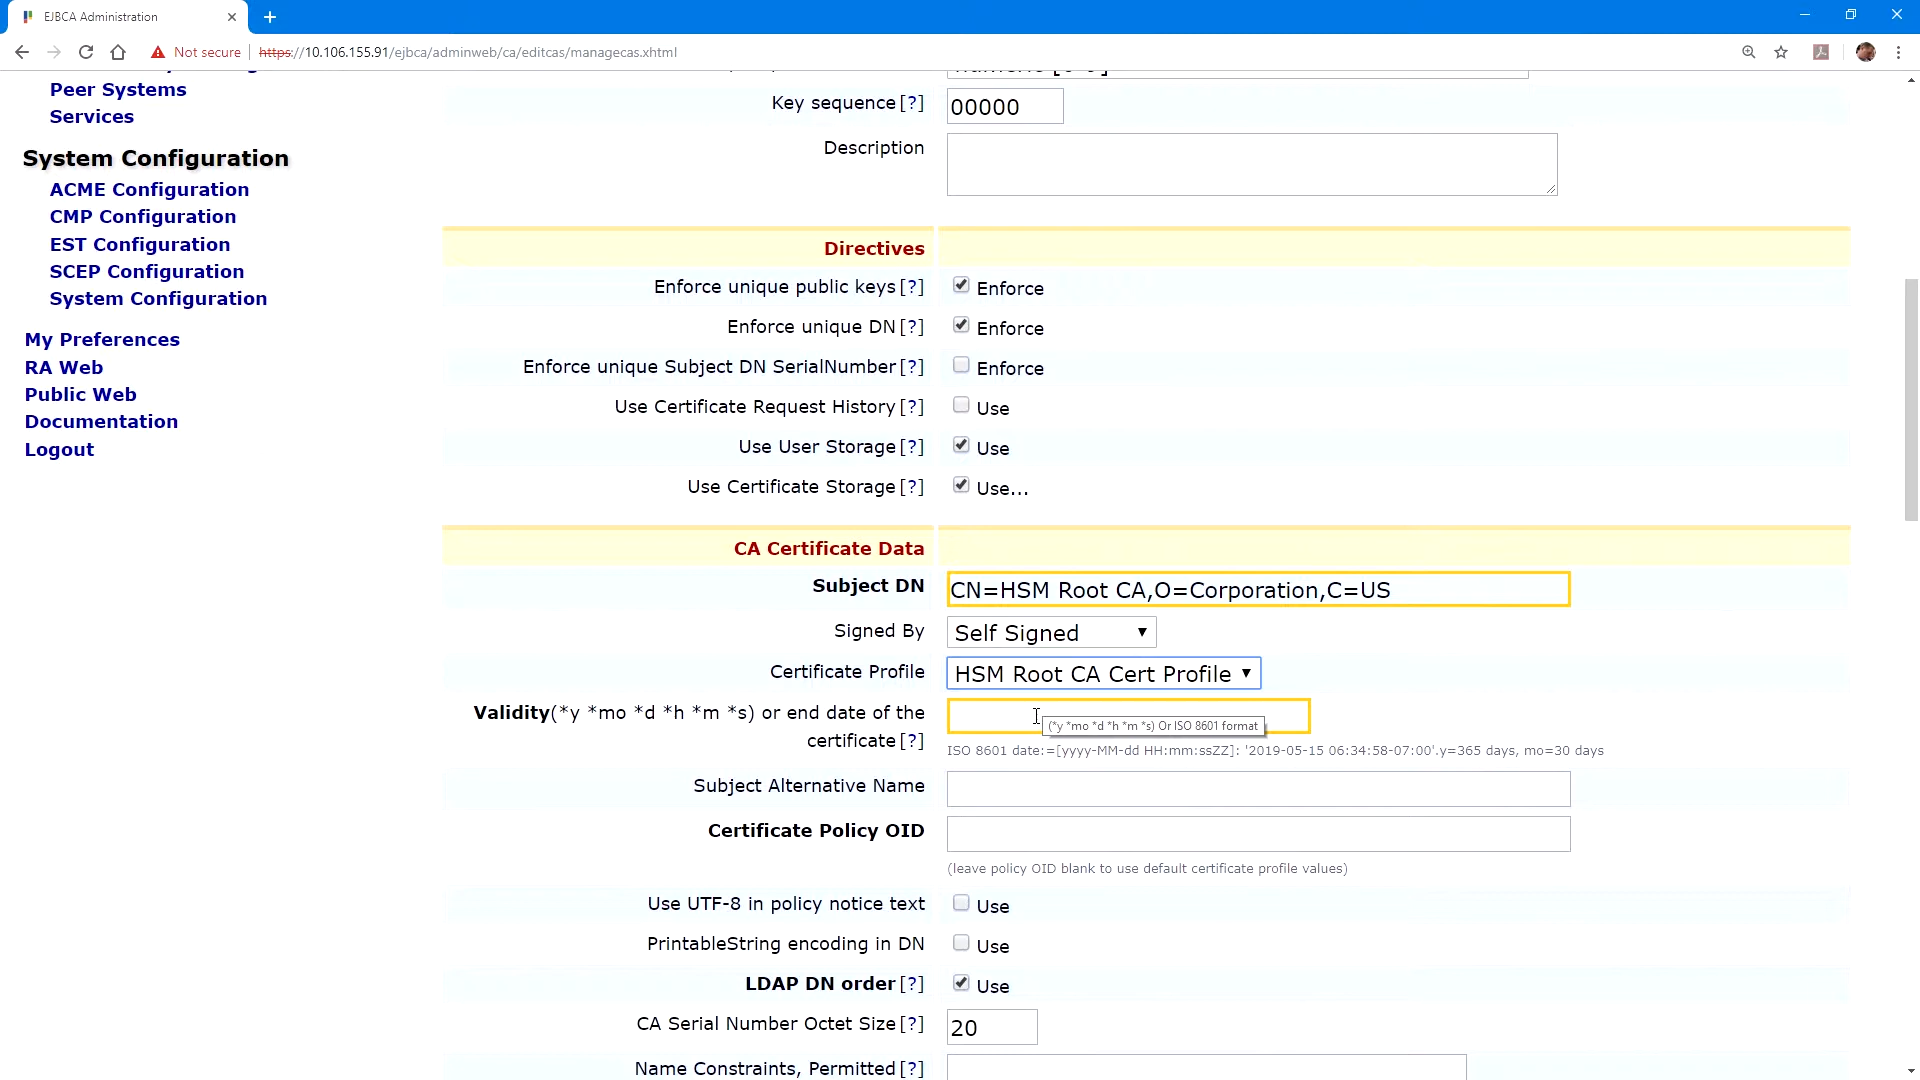 EJBCA Administration
Not secure https://10.106.155.91/ejbca/adminweb/ca/editcas/managecas.xhtml
Peer Systems
Services
System Configuration
ACME Configuration
CMP Configuration
EST Configuration
SCEP Configuration
System Configuration
My Preferences
RA Web
Public Web
Documentation
Logout
Key sequence [?] 00000
Description
Directives
Enforce unique public keys [?] Enforce
Enforce unique DN [?] Enforce
Enforce unique Subject DN SerialNumber [?] Enforce
Use Certificate Request History [?] Use
Use User Storage [?] Use
Use Certificate Storage [?] Use...
CA Certificate Data
Subject DN CN=HSM Root CA,O=Corporation,C=US
Signed By Self Signed
Certificate Profile HSM Root CA Cert Profile
Validity(*y *mo *d *h *m *s) or end date of the
certificate [?]
(*y *mo *d *h *m *s) Or ISO 8601 format
ISO 8601 date:=[yyyy-MM-dd HH:mm:ssZZ]: '2019-05-15 06:34:58-07:00'.y=365 days, mo=30 days
Subject Alternative Name
Certificate Policy OID
(leave policy OID blank to use default certificate profile values)
Use UTF-8 in policy notice text Use
PrintableString encoding in DN Use
LDAP DN order [?] Use
CA Serial Number Octet Size [?] 20
Name Constraints, Permitted [?]